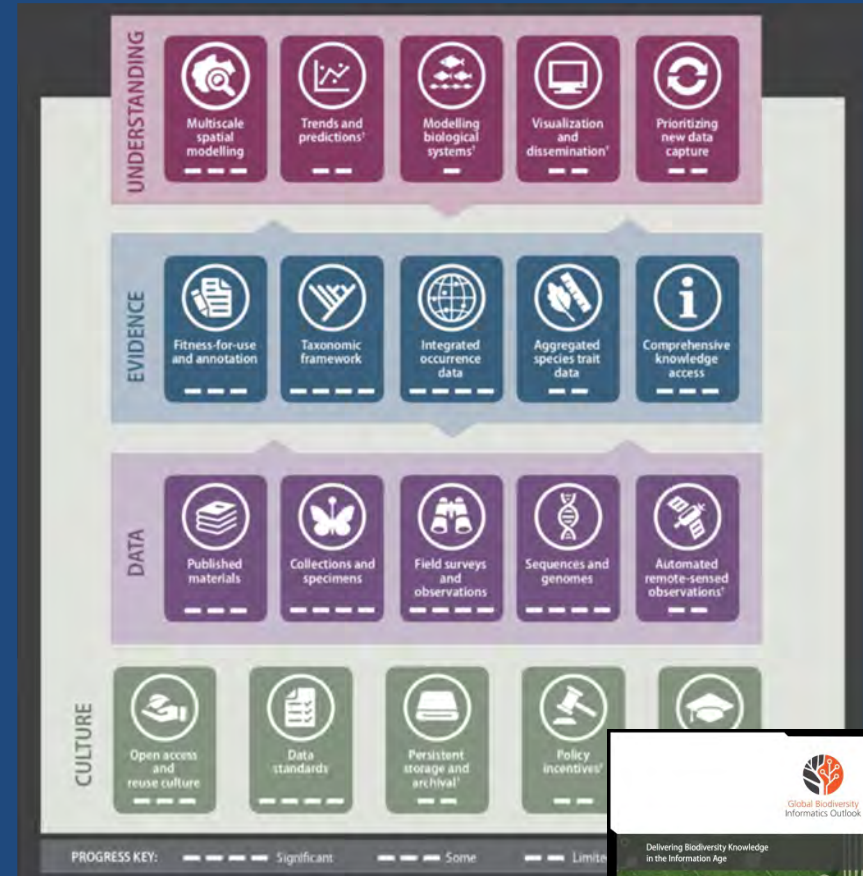 UNDERSTANDING
Multiscale
spatial
modelling
Trends and
predictions†
Modelling
biological
systems†
Visualization
and
dissemination†
Prioritizing
new data
capture
EVIDENCE
Fitness-for-use
and annotation
Taxonomic
framework
Integrated
occurrence
data
Aggregated
species trait
data
Comprehensive
knowledge
access
DATA
Published
materials
Collections and
specimens
Field surveys
and
observations
Sequences and
genomes
Automated
remote-sensed
observations†
CULTURE
Open access
and
reuse culture
Data
standards
Persistent
storage and
archival†
Policy
incentives†
PROGRESS KEY: Significant Some
Global Biodiversity
Informatics Outlook
Delivering Biodiversity Knowledge
in the Information Age